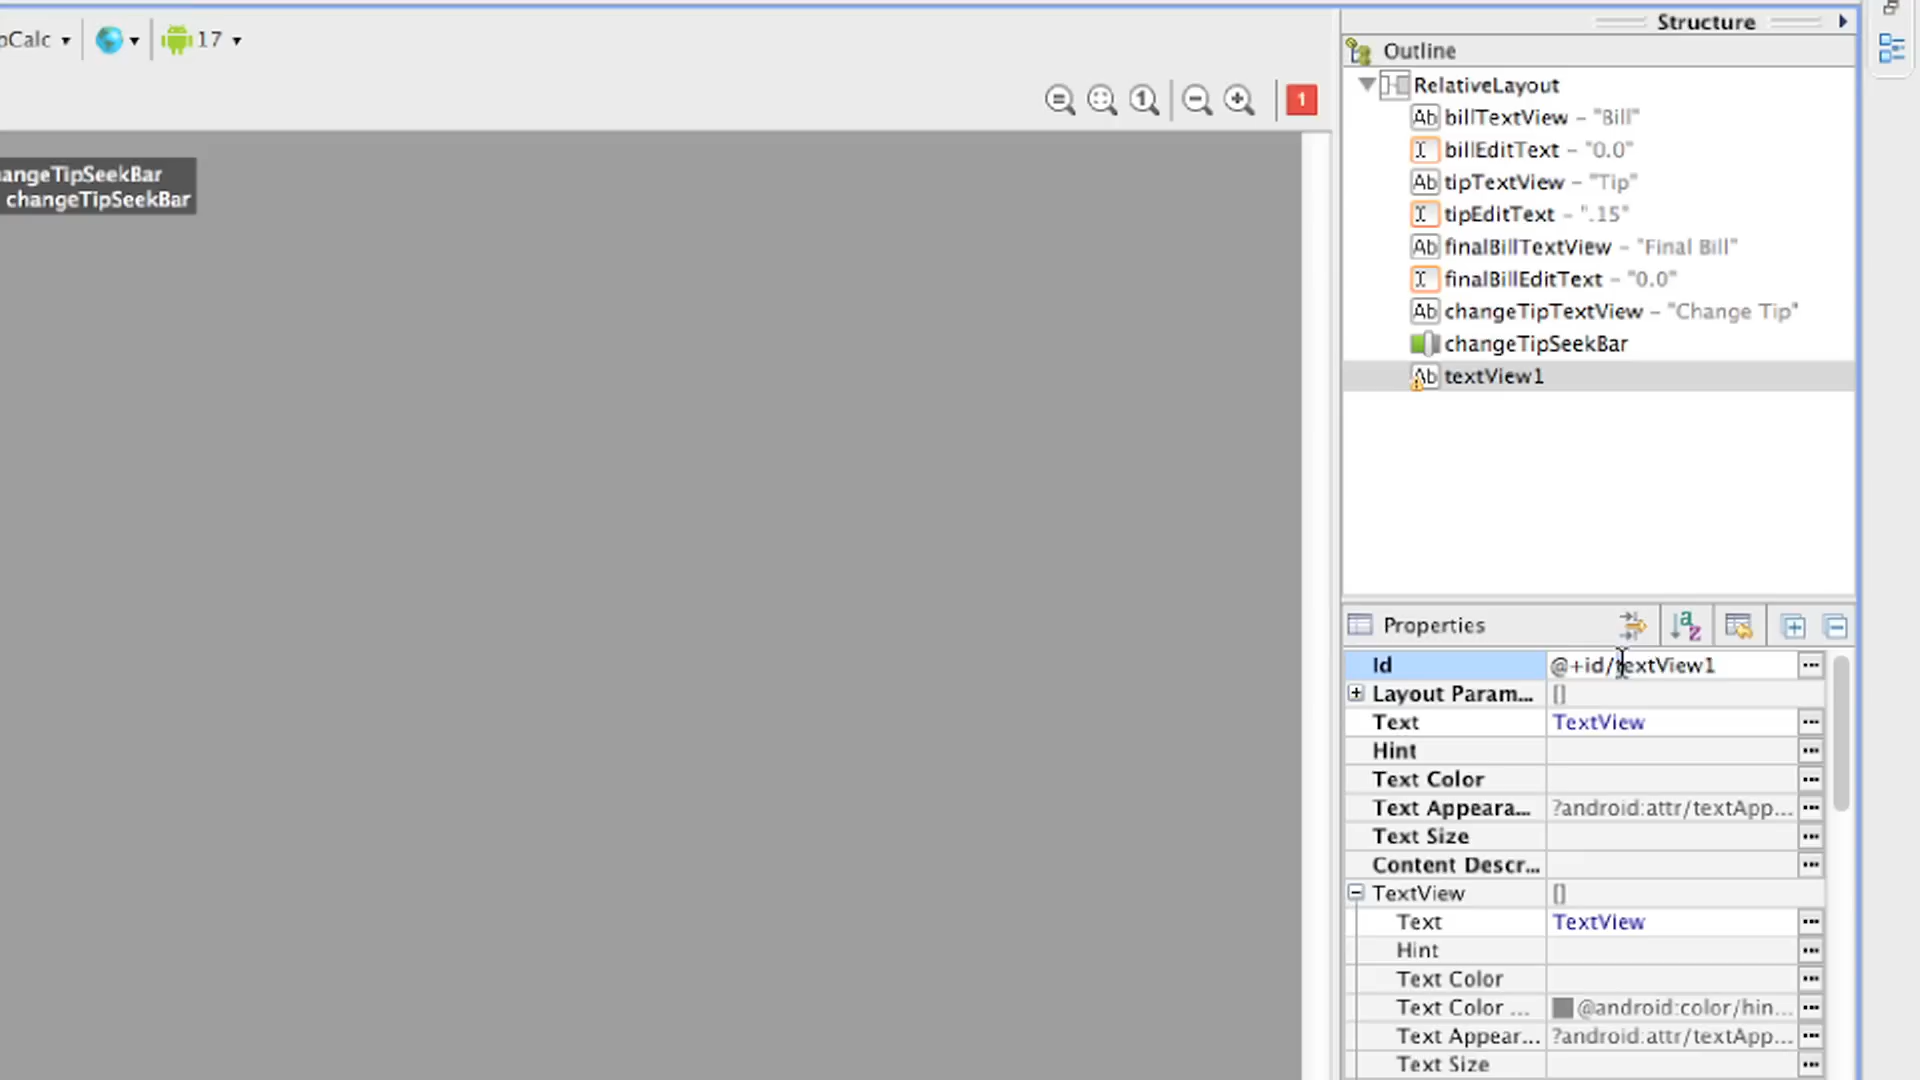 pCalc
17
Structure
Outline
1
RelativeLayout
Ab billTextView - "Bill"
I billEditText - "0.0"
Ab tipTextView - "Tip"
I tipEditText - ".15"
Ab finalBillTextView - "Final Bill"
I finalBillEditText - "0.0"
Ab changeTipTextView - "Change Tip"
changeTipSeekBar
Ab textView1
angeTipSeekBar
changeTipSeekBar
Properties
Id @+id/textView1 ...
Layout Param... []
Text TextView ...
Hint ...
Text Color ...
Text Appeara... ?android:attr/textApp... ...
Text Size ...
Content Descr... ...
TextView []
Text TextView ...
Hint ...
Text Color ...
Text Color ... @android:color/hin... ...
Text Appear... ?android:attr/textApp... ...
Text Size ...